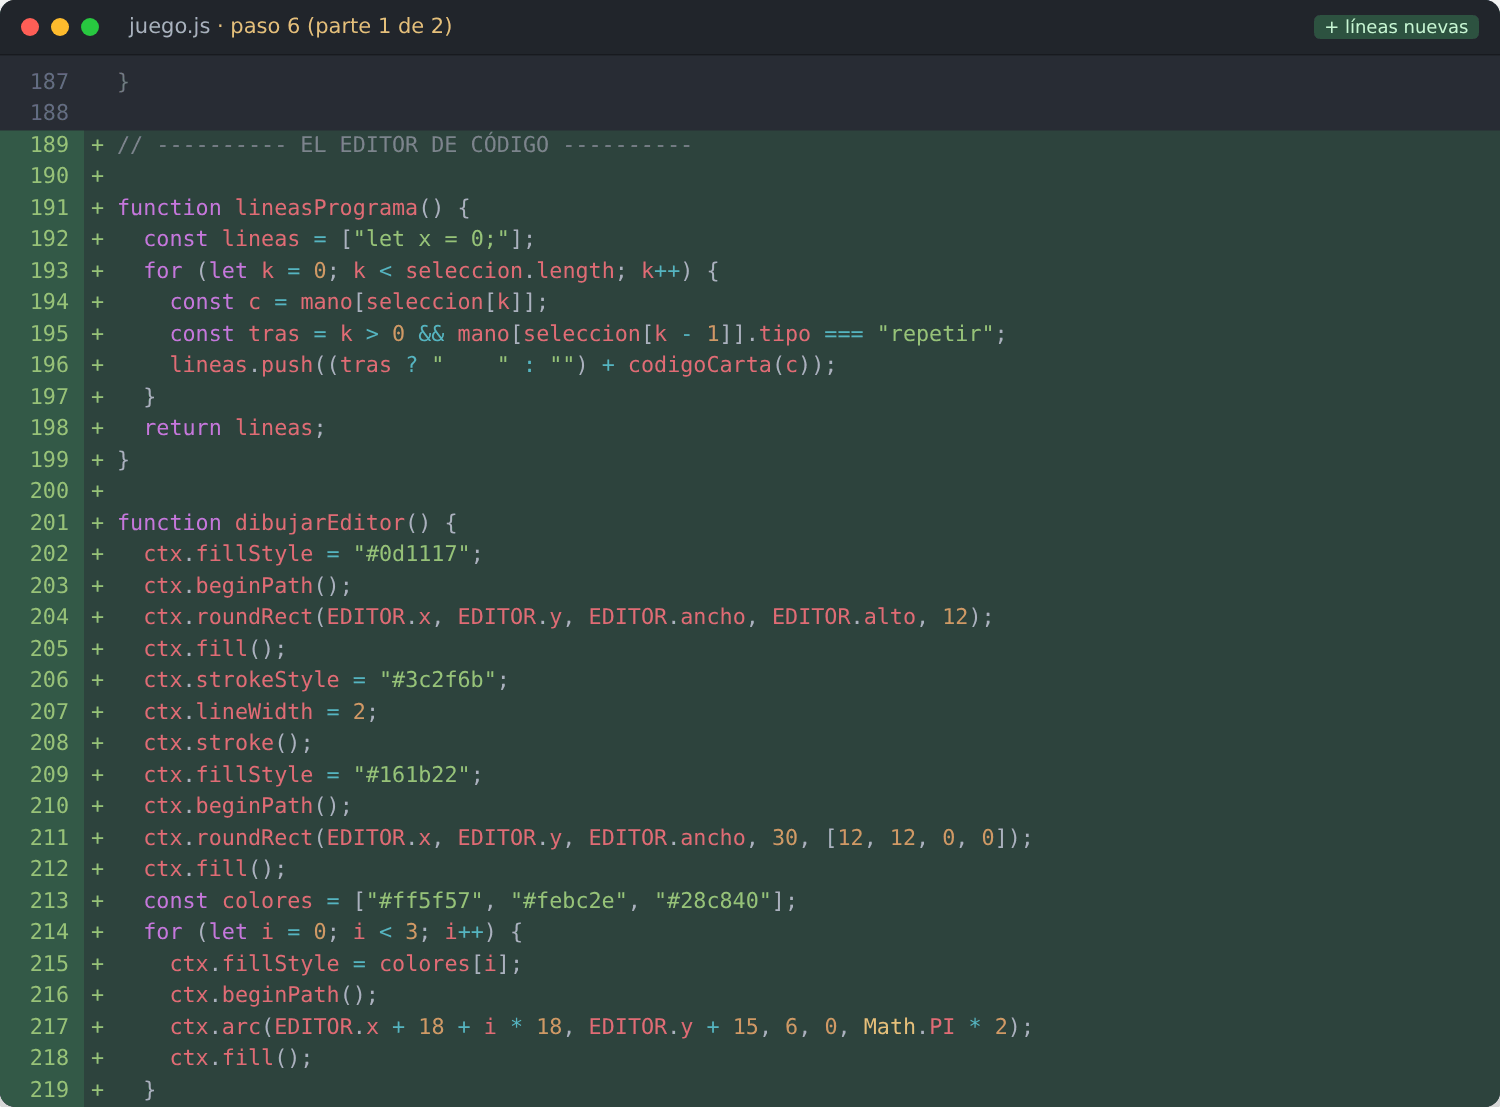 juego.js · paso 6 (parte 1 de 2)
+ líneas nuevas
187 }
188
189 + // ---------- EL EDITOR DE CÓDIGO ----------
190 +
191 + function lineasPrograma() {
192 +   const lineas = ["let x = 0;"];
193 +   for (let k = 0; k < seleccion.length; k++) {
194 +     const c = mano[seleccion[k]];
195 +     const tras = k > 0 && mano[seleccion[k - 1]].tipo === "repetir";
196 +     lineas.push((tras ? "    " : "") + codigoCarta(c));
197 +   }
198 +   return lineas;
199 + }
200 +
201 + function dibujarEditor() {
202 +   ctx.fillStyle = "#0d1117";
203 +   ctx.beginPath();
204 +   ctx.roundRect(EDITOR.x, EDITOR.y, EDITOR.ancho, EDITOR.alto, 12);
205 +   ctx.fill();
206 +   ctx.strokeStyle = "#3c2f6b";
207 +   ctx.lineWidth = 2;
208 +   ctx.stroke();
209 +   ctx.fillStyle = "#161b22";
210 +   ctx.beginPath();
211 +   ctx.roundRect(EDITOR.x, EDITOR.y, EDITOR.ancho, 30, [12, 12, 0, 0]);
212 +   ctx.fill();
213 +   const colores = ["#ff5f57", "#febc2e", "#28c840"];
214 +   for (let i = 0; i < 3; i++) {
215 +     ctx.fillStyle = colores[i];
216 +     ctx.beginPath();
217 +     ctx.arc(EDITOR.x + 18 + i * 18, EDITOR.y + 15, 6, 0, Math.PI * 2);
218 +     ctx.fill();
219 +   }